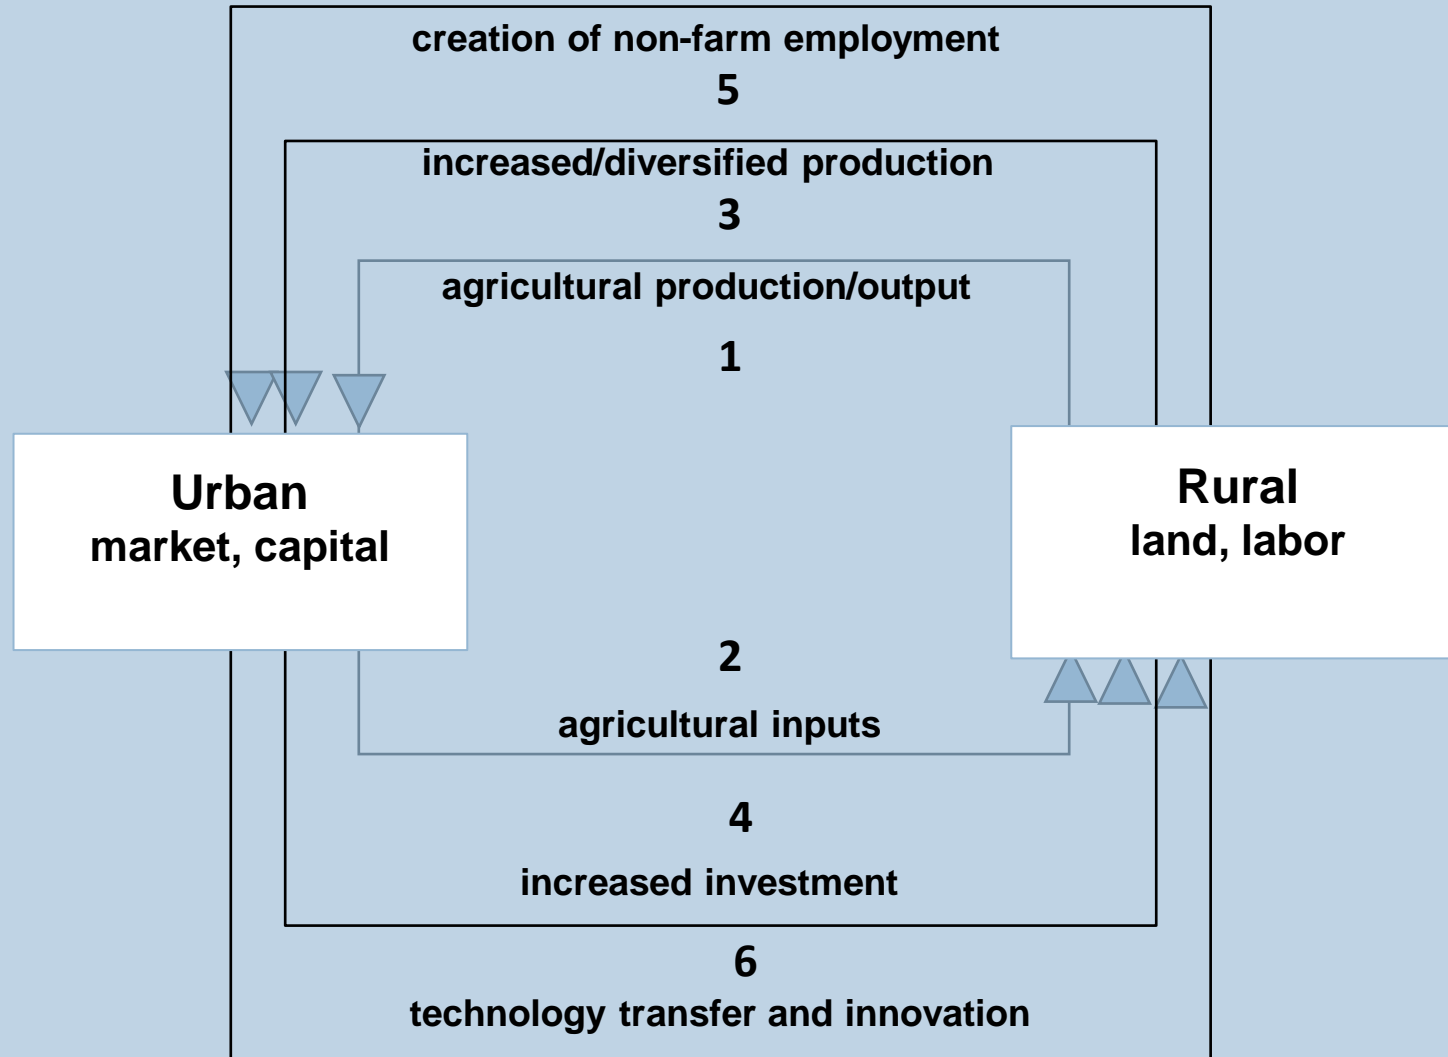 creation of non-farm employment
5
increased/diversified production
3
agricultural production/output
1
Urban
market, capital
Rural
land, labor
2
agricultural inputs
4
increased investment
6
technology transfer and innovation